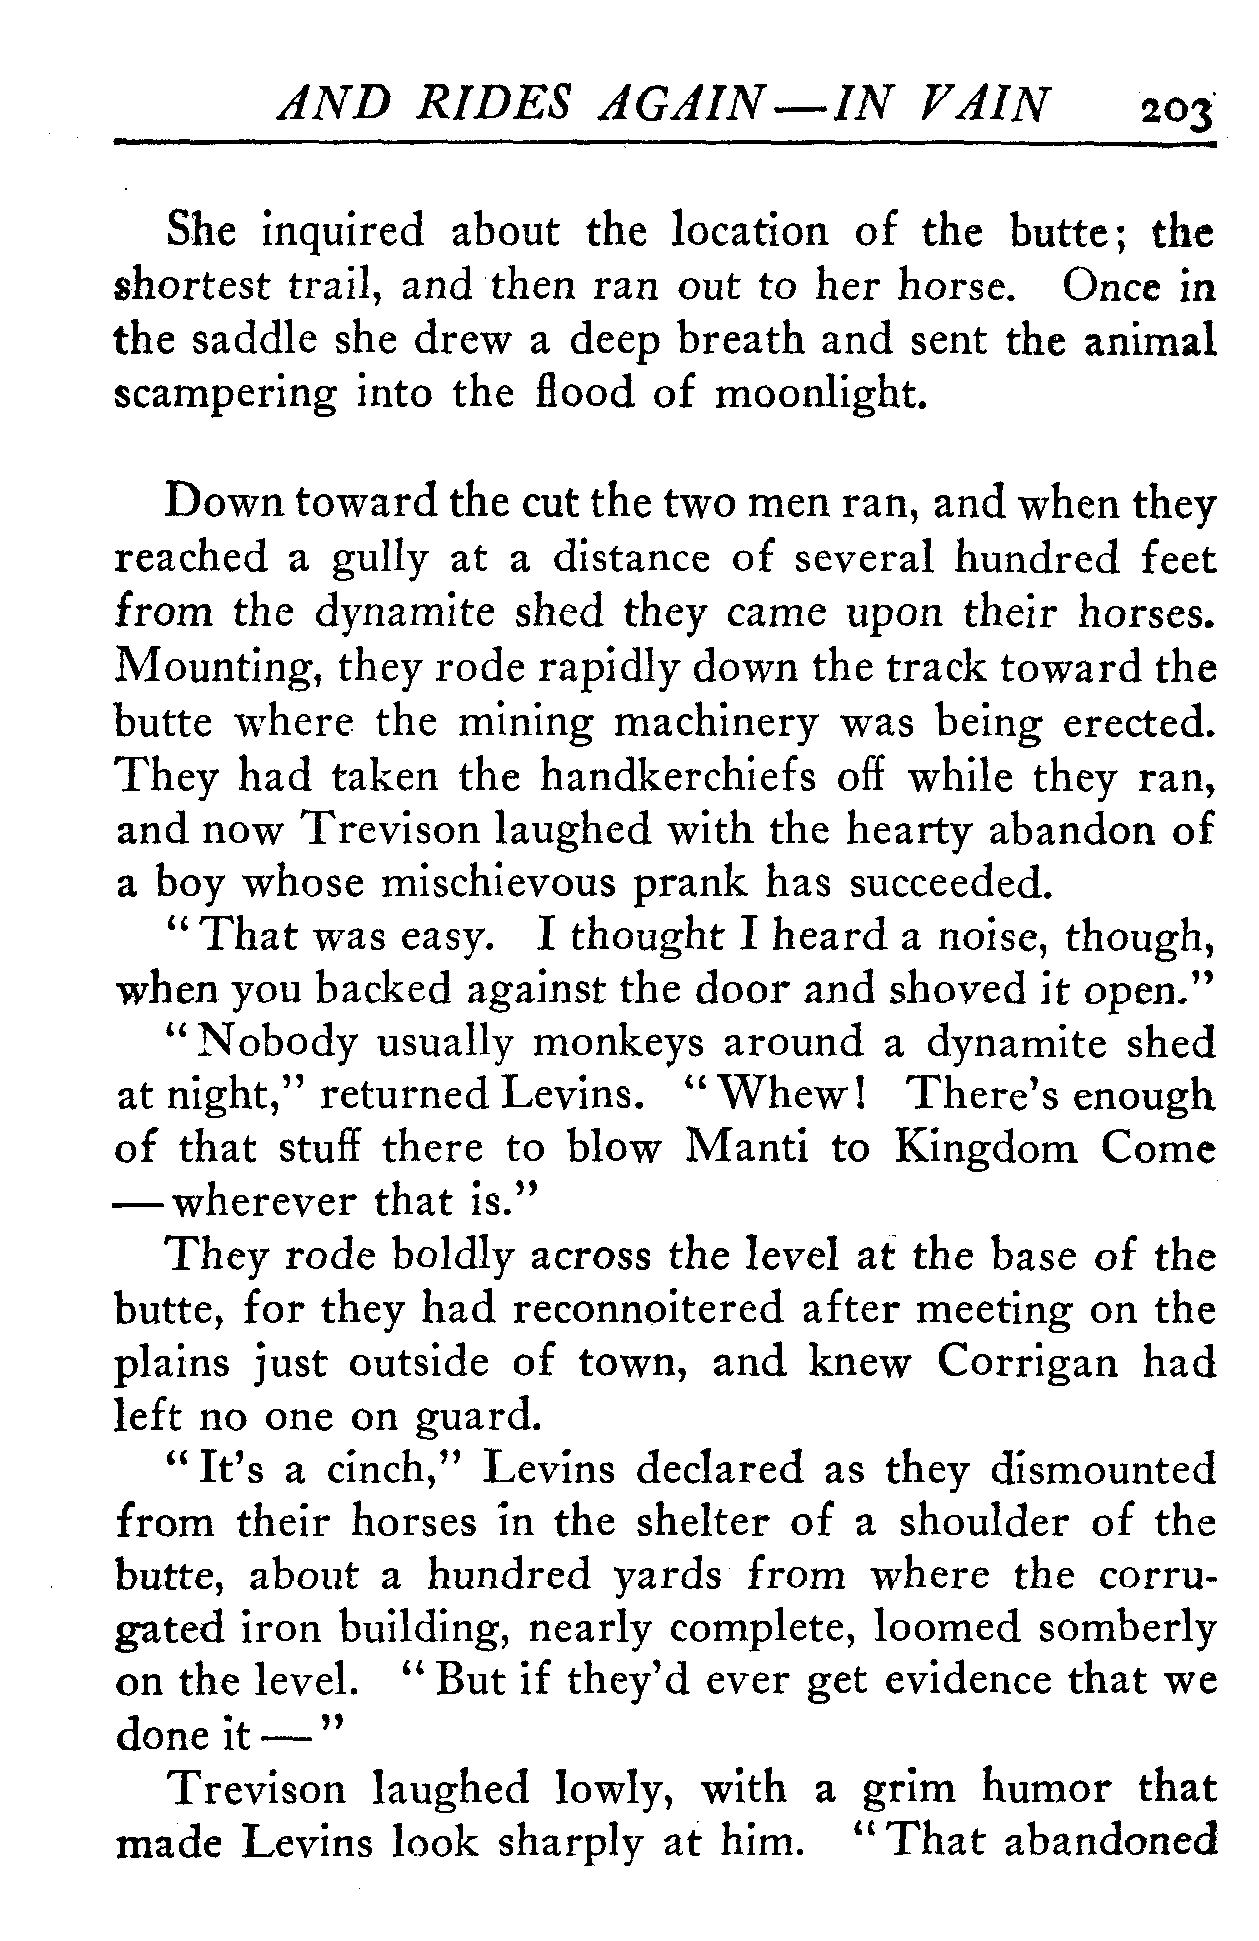 AND RIDES AGAIN—IN VAIN 203
She inquired about the location of the butte; the
shortest trail, and then ran out to her horse. Once in
the saddle she drew a deep breath and sent the animal
scampering into the flood of moonlight.
Down toward the cut the two men ran, and when they
reached a gully at a distance of several hundred feet
from the dynamite shed they came upon their horses.
Mounting, they rode rapidly down the track toward the
butte where the mining machinery was being erected.
They had taken the handkerchiefs off while they ran,
and now Trevison laughed with the hearty abandon of
a boy whose mischievous prank has succeeded.
"That was easy. I thought I heard a noise, though,
when you backed against the door and shoved it open."
"Nobody usually monkeys around a dynamite shed
at night," returned Levins. "Whew! There's enough
of that stuff there to blow Manti to Kingdom Come
—wherever that is."
They rode boldly across the level at the base of the
butte, for they had reconnoitered after meeting on the
plains just outside of town, and knew Corrigan had
left no one on guard.
"It's a cinch," Levins declared as they dismounted
from their horses in the shelter of a shoulder of the
butte, about a hundred yards from where the corru-
gated iron building, nearly complete, loomed somberly
on the level. "But if they'd ever get evidence that we
done it—"
Trevison laughed lowly, with a grim humor that
made Levins look sharply at him. "That abandoned